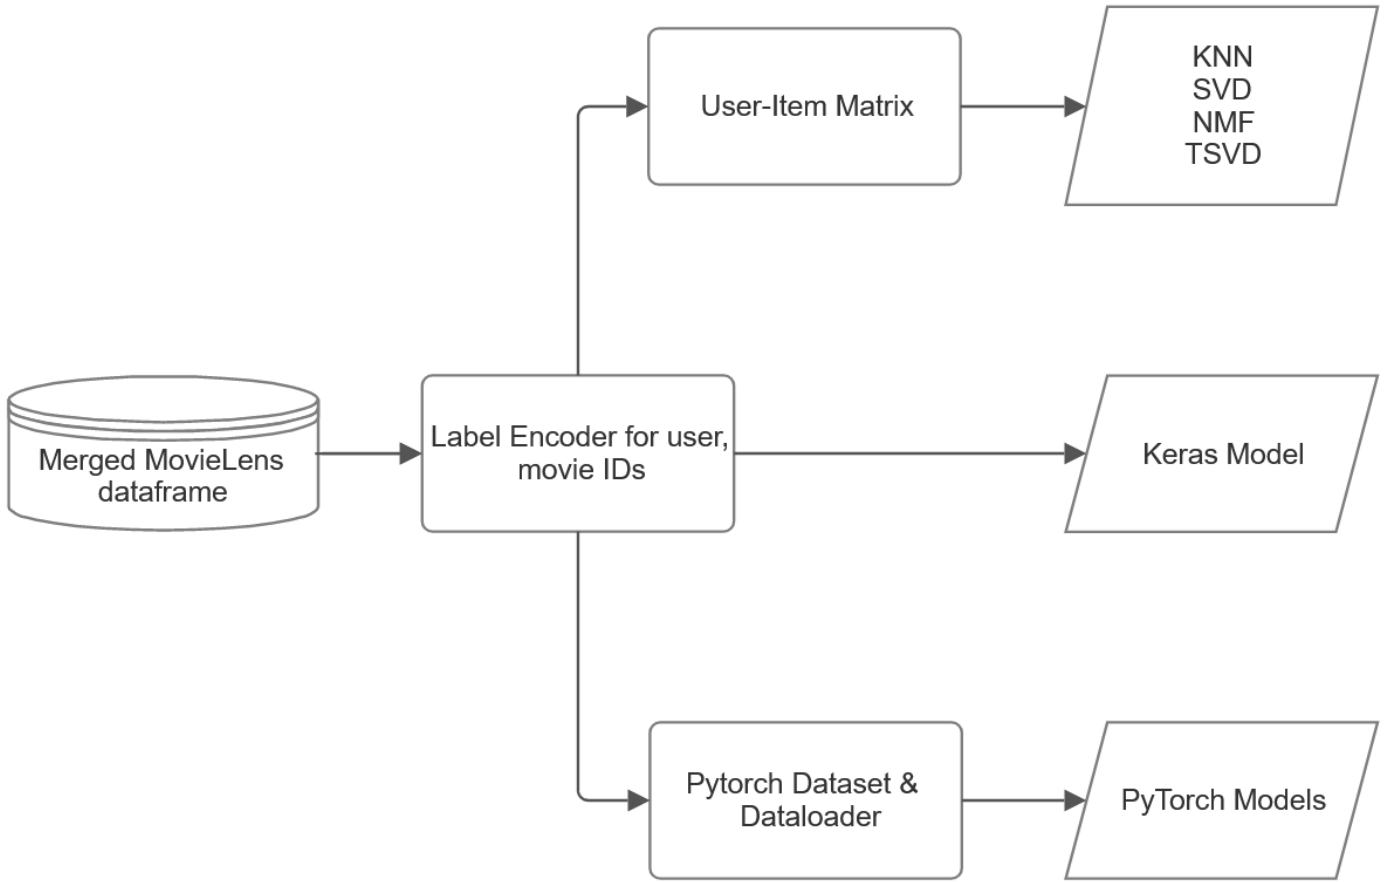 User-Item Matrix
KNN
SVD
NMF
TSVD
Merged MovieLens
dataframe
Label Encoder for user,
movie IDs
Keras Model
Pytorch Dataset &
Dataloader
PyTorch Models